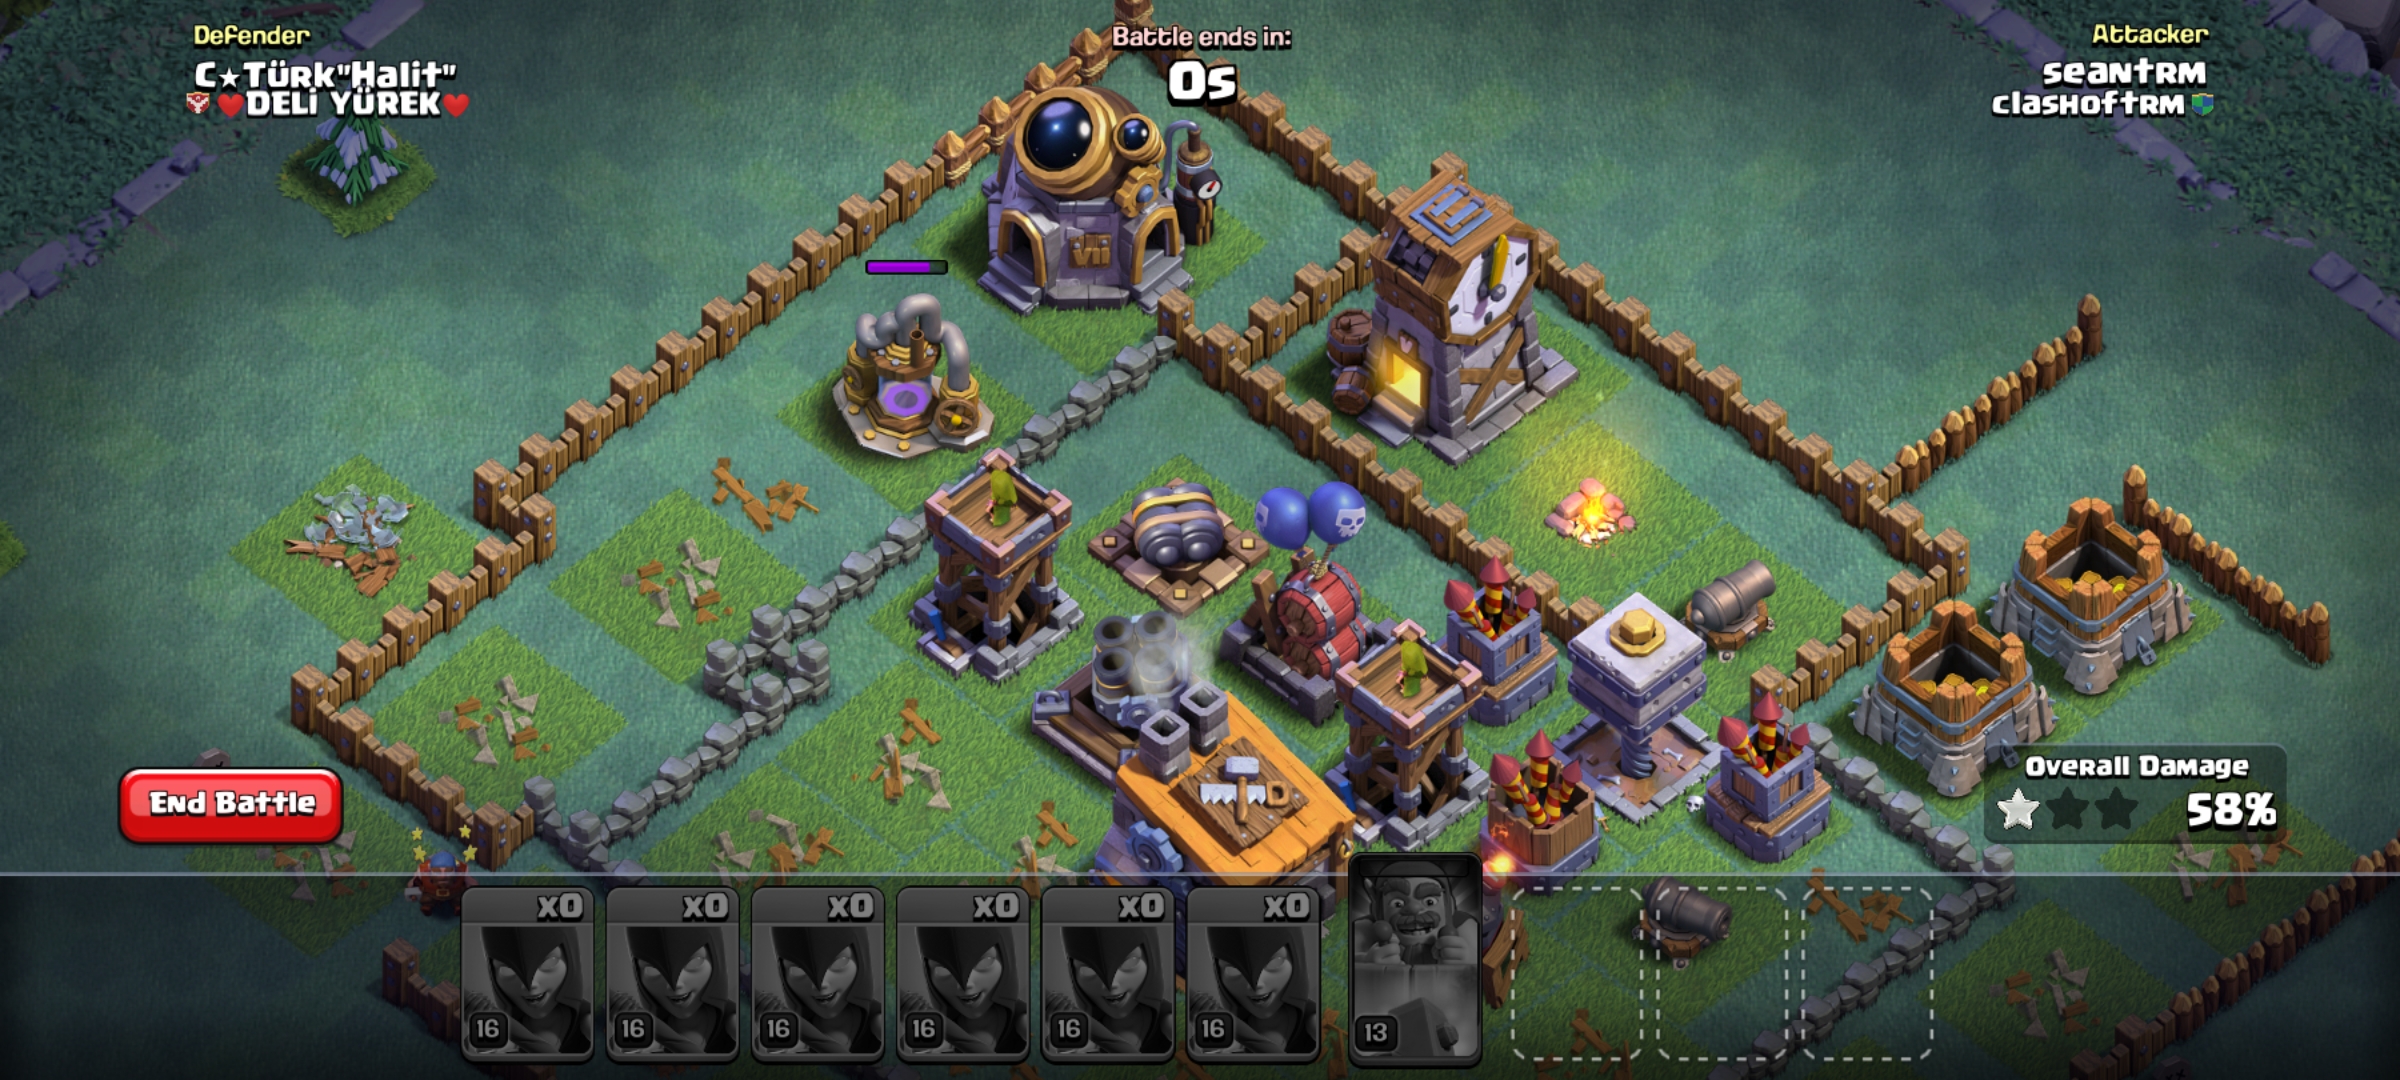 Defender
C★Türk"Halit"
❤️DELİ YÜREK❤️
Battle ends in:
0s
Attacker
seantRM
clashoftRM
VII
End Battle
Overall Damage
58%
x0
x0
x0
x0
x0
x0
16
16
16
16
16
16
13